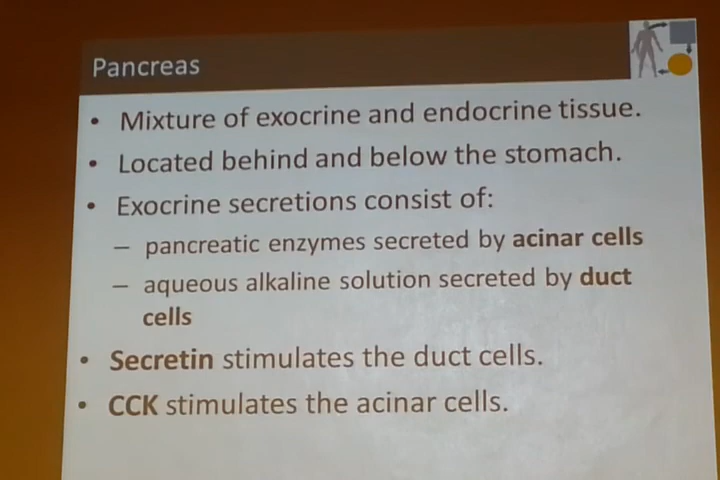 Pancreas
• Mixture of exocrine and endocrine tissue.
• Located behind and below the stomach.
• Exocrine secretions consist of:
– pancreatic enzymes secreted by acinar cells
– aqueous alkaline solution secreted by duct
cells
• Secretin stimulates the duct cells.
• CCK stimulates the acinar cells.